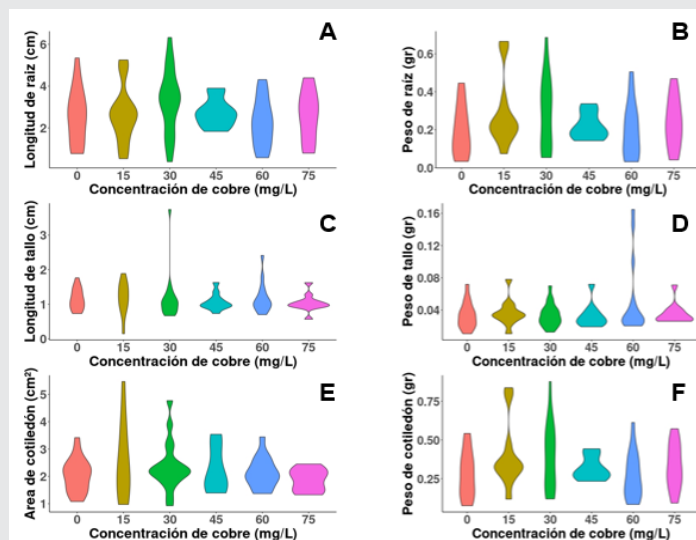 A
Longitud de raíz (cm)
6
4
2
0 15 30 45 60 75
Concentración de cobre (mg/L)
B
Peso de raíz (gr)
0.6
0.4
0.2
0.0
0 15 30 45 60 75
Concentración de cobre (mg/L)
C
Longitud de tallo (cm)
3
2
1
0
0 15 30 45 60 75
Concentración de cobre (mg/L)
D
Peso de tallo (gr)
0.16
0.12
0.08
0.04
0 15 30 45 60 75
Concentración de cobre (mg/L)
E
Area de cotiledón (cm²)
5
4
3
2
1
0 15 30 45 60 75
Concentración de cobre (mg/L)
F
Peso de cotiledón (gr)
0.75
0.50
0.25
0 15 30 45 60 75
Concentración de cobre (mg/L)